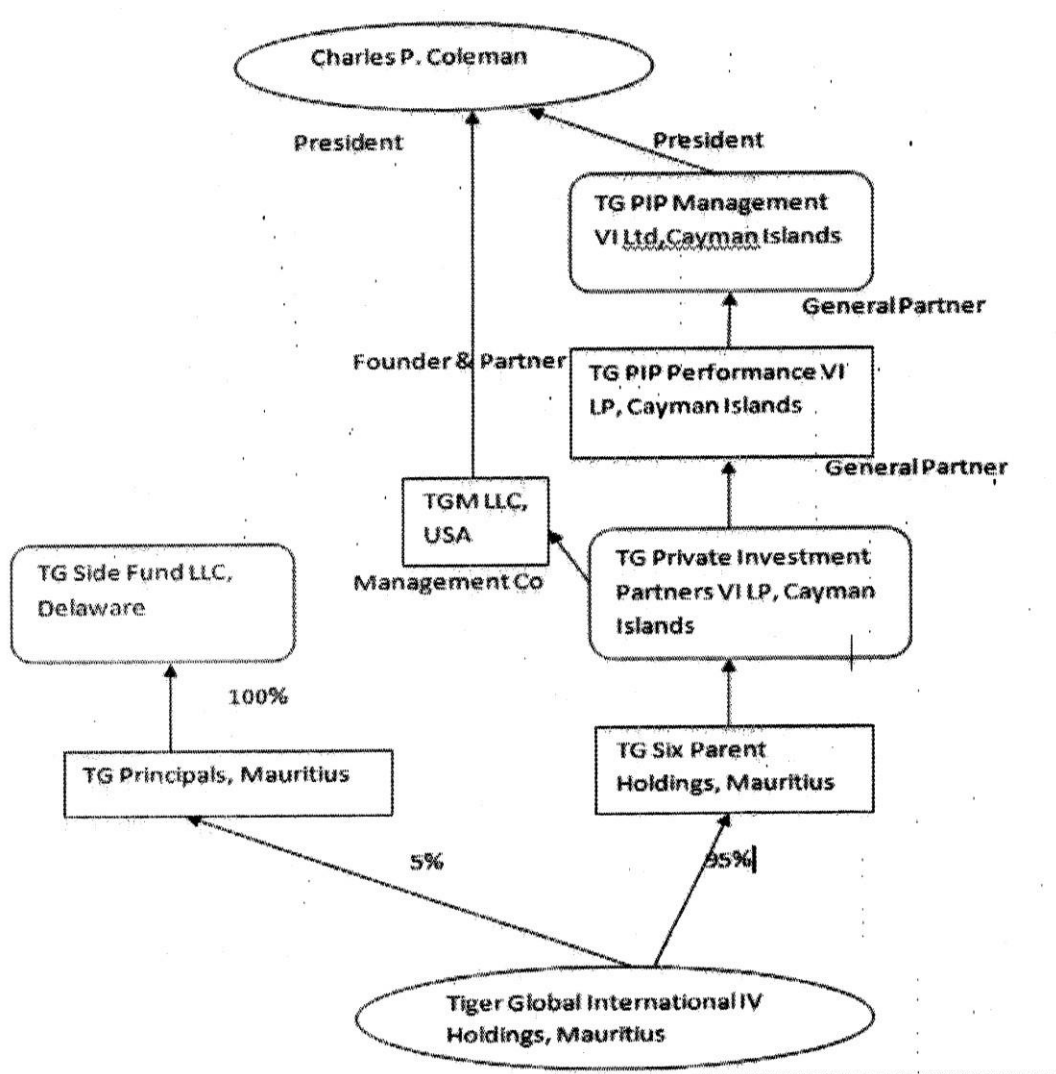 Charles P. Coleman
President
President
TG PIP Management
VI Ltd,Cayman Islands
General Partner
Founder & Partner
TG PIP Performance VI
LP, Cayman Islands
General Partner
TGM LLC,
USA
Management Co
TG Private Investment
Partners VI LP, Cayman
Islands
TG Side Fund LLC,
Delaware
100%
TG Principals, Mauritius
TG Six Parent
Holdings, Mauritius
5%
95%
Tiger Global International IV
Holdings, Mauritius